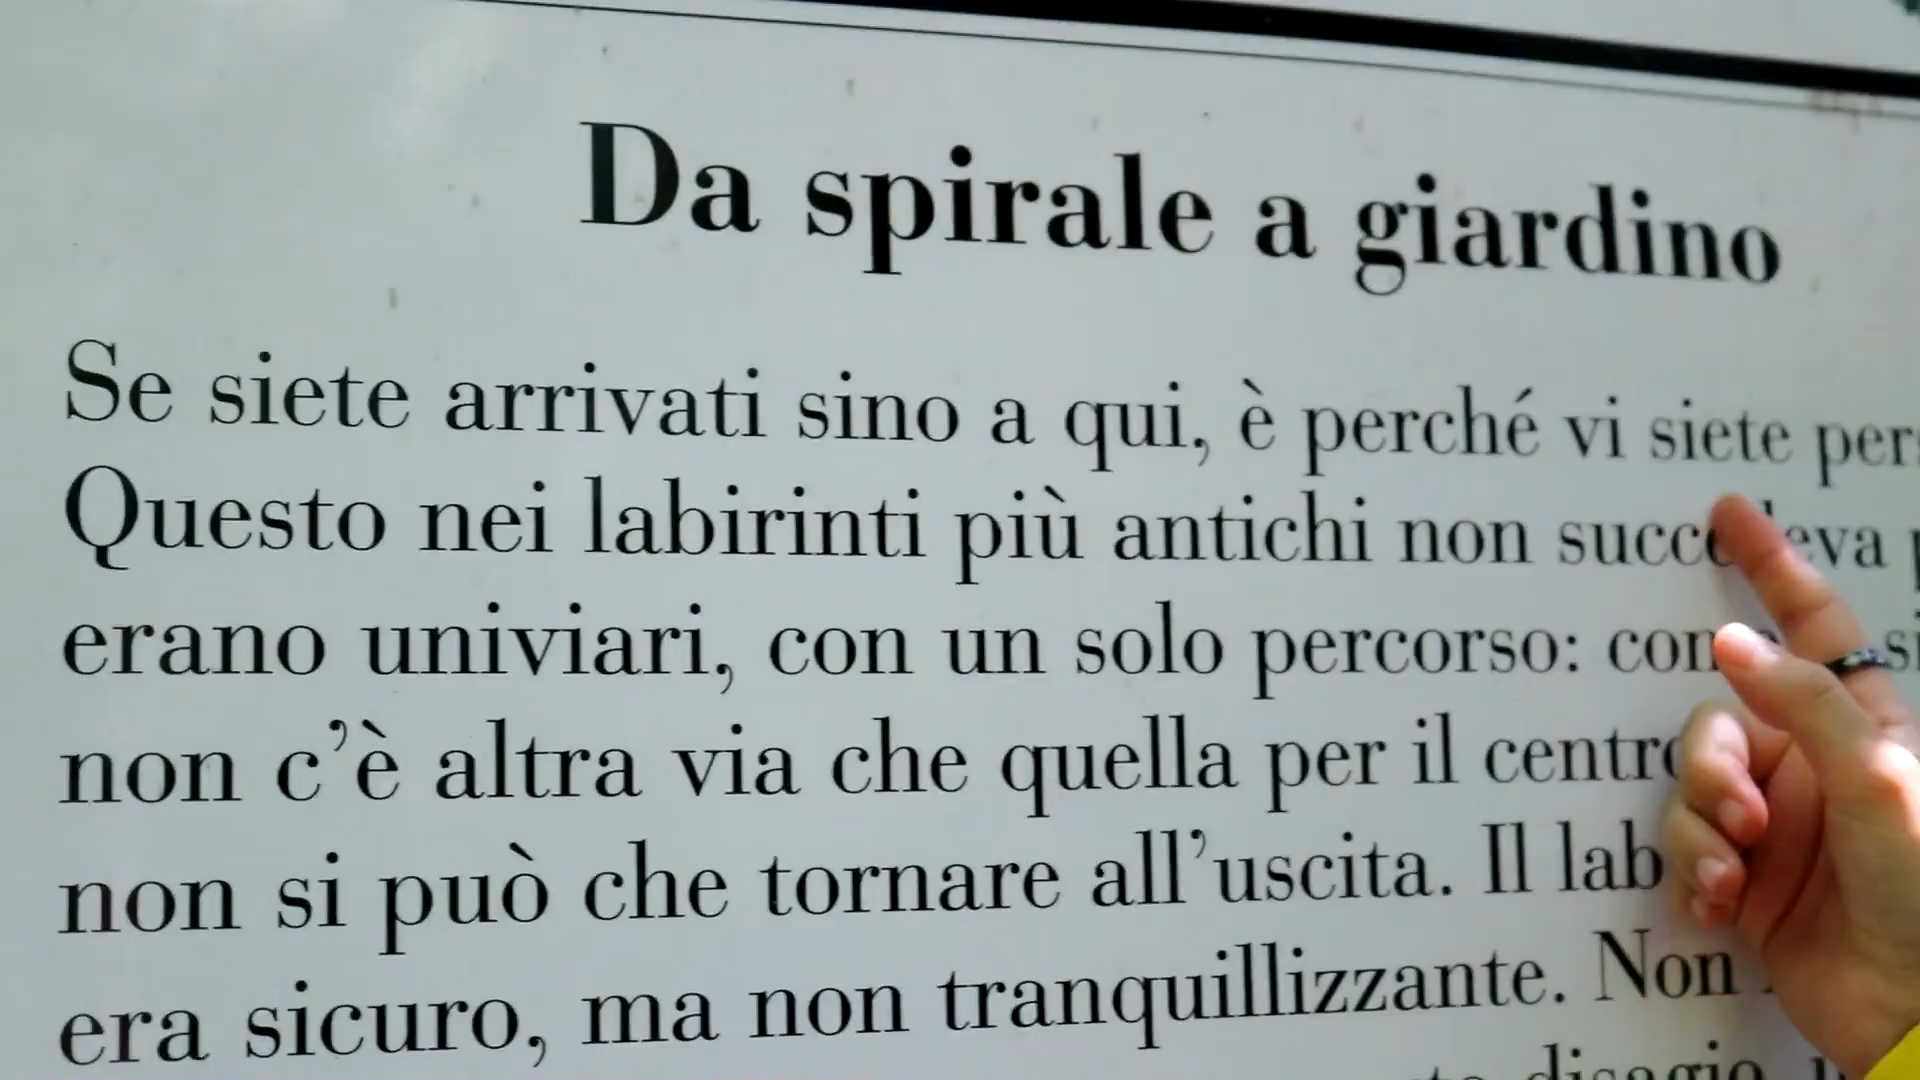 Da spirale a giardino
Se siete arrivati sino a qui, è perché vi siete
Questo nei labirinti più antichi non
erano univiari, con un solo percorso:
non c’è altra via che quella per il
non si può che tornare all’uscita. Il
era sicuro, ma non tranquillizzante. Non
disagio